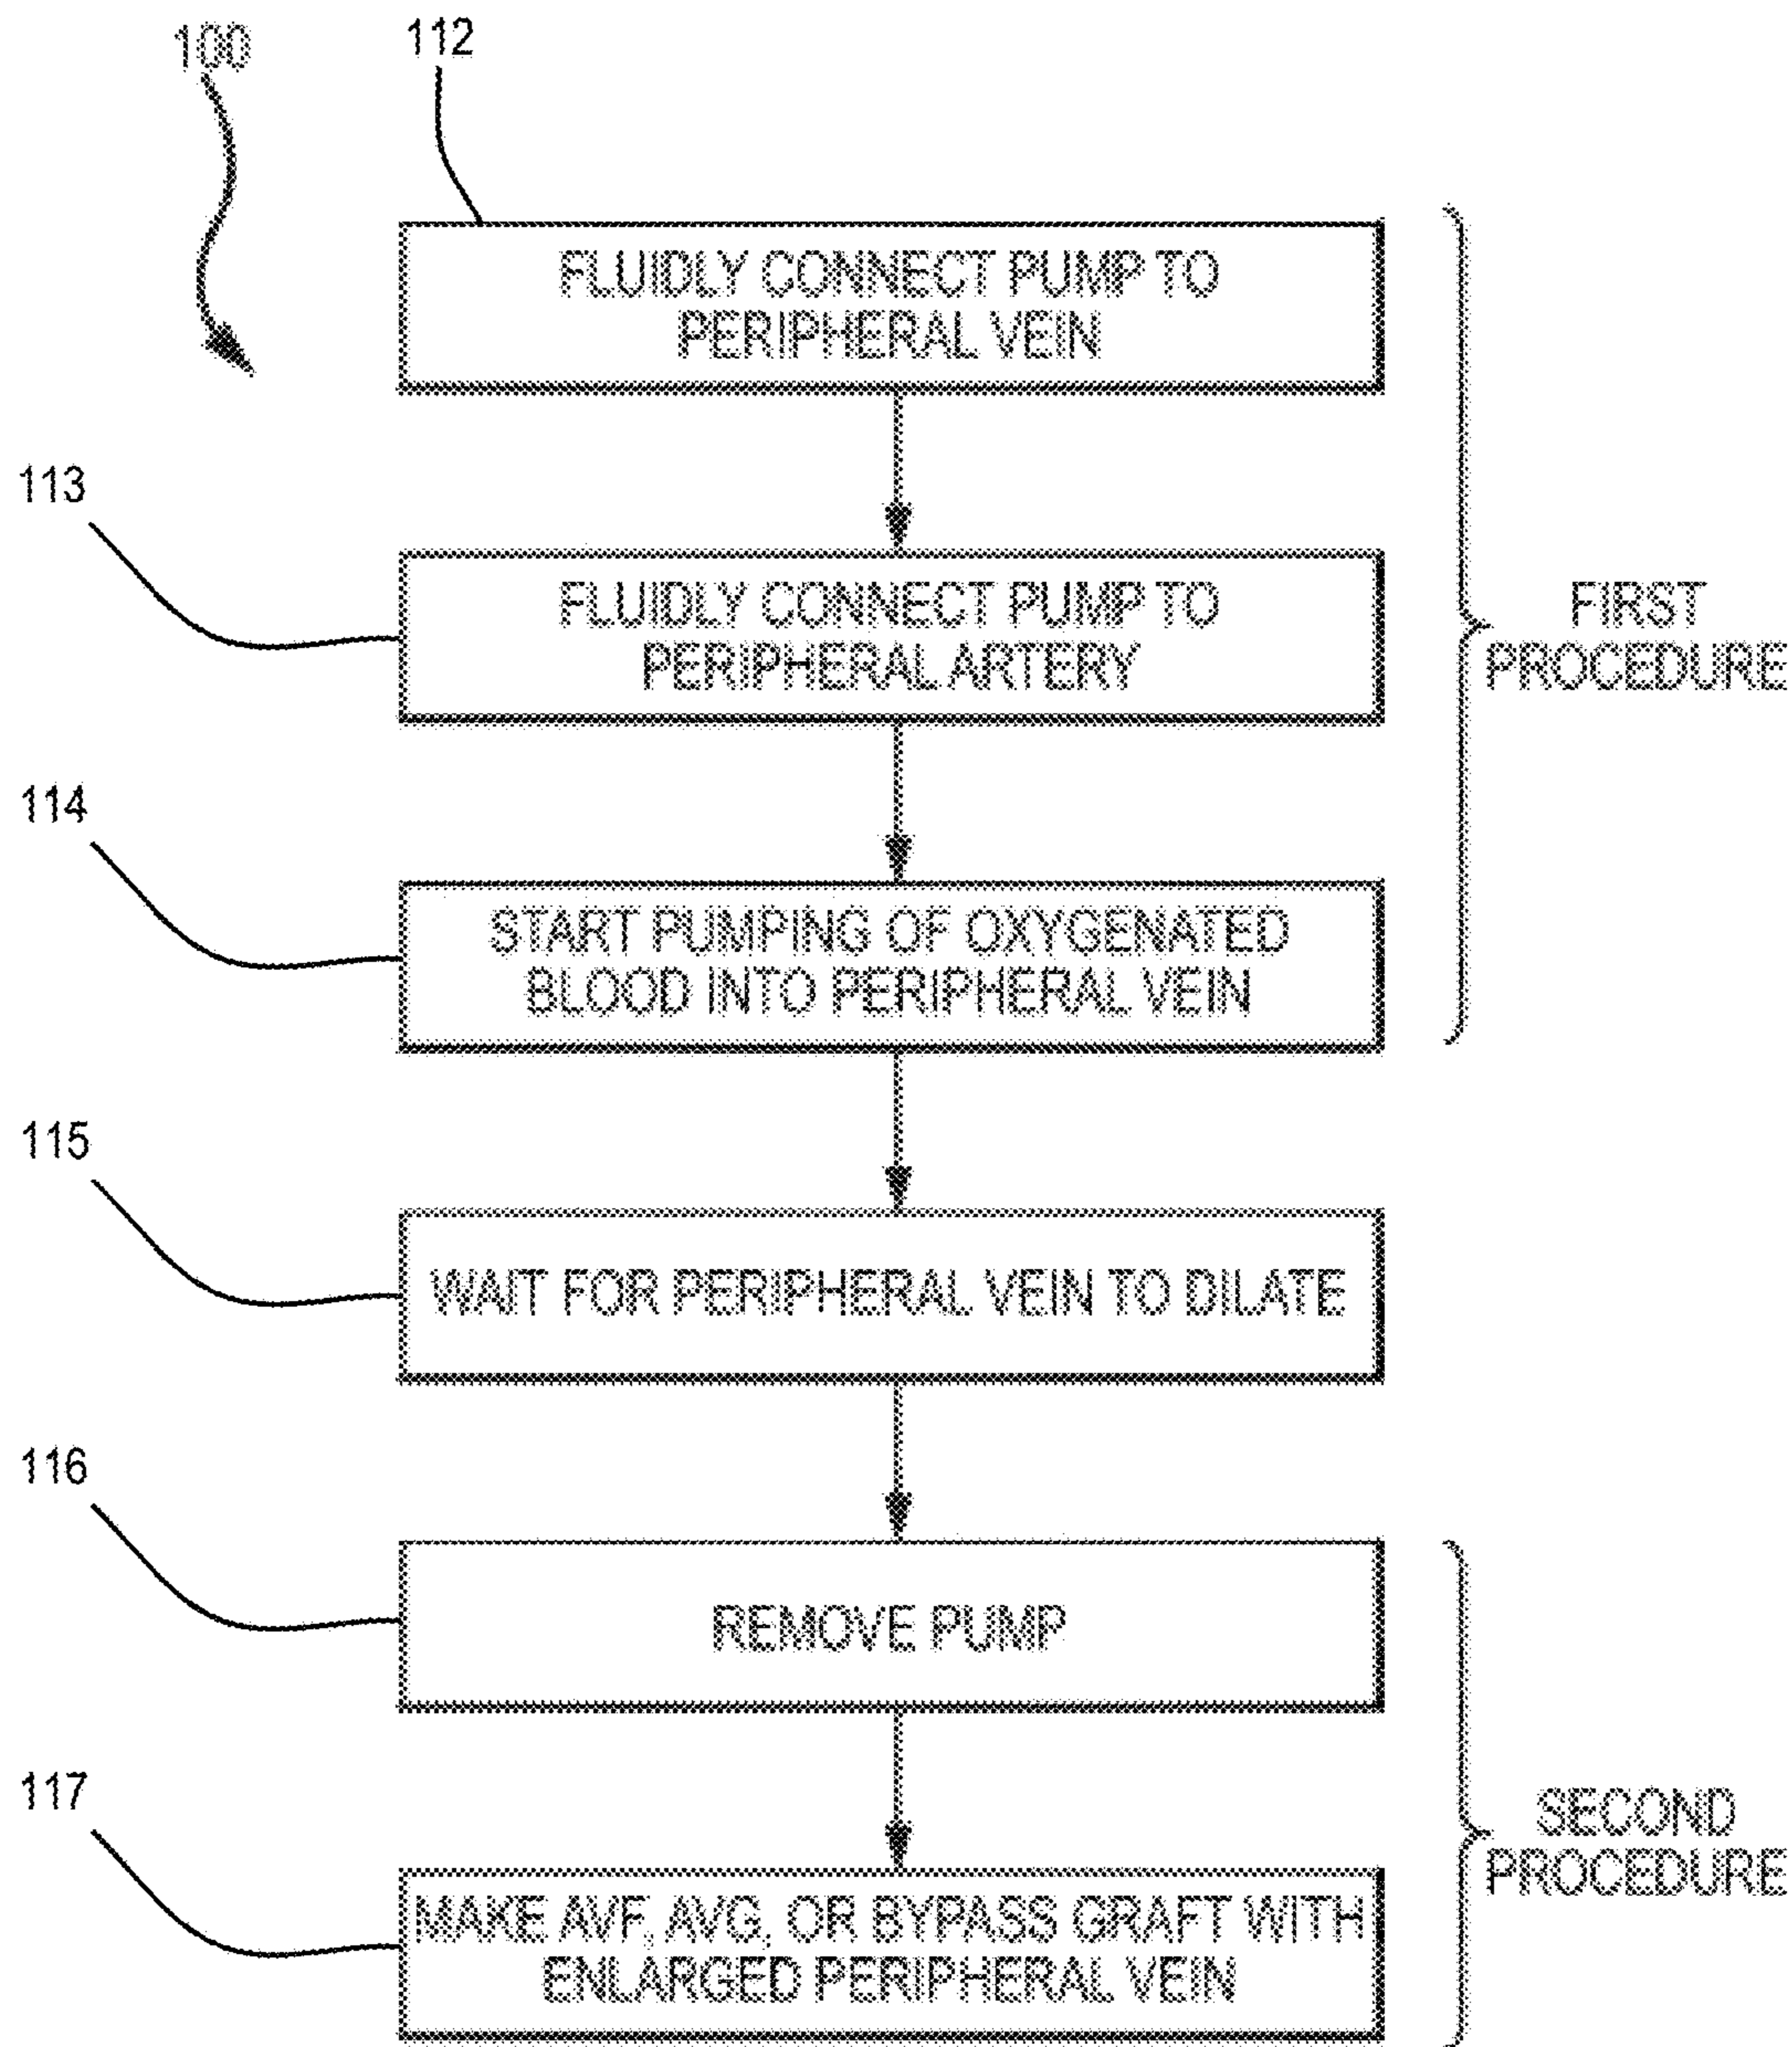 100
112
FLUIDLY CONNECT PUMP TO
PERIPHERAL VEIN
113
FLUIDLY CONNECT PUMP TO
PERIPHERAL ARTERY
FIRST
PROCEDURE
114
START PUMPING OF OXYGENATED
BLOOD INTO PERIPHERAL VEIN
115
WAIT FOR PERIPHERAL VEIN TO DILATE
116
REMOVE PUMP
117
MAKE AVF, AVG, OR BYPASS GRAFT WITH
ENLARGED PERIPHERAL VEIN
SECOND
PROCEDURE